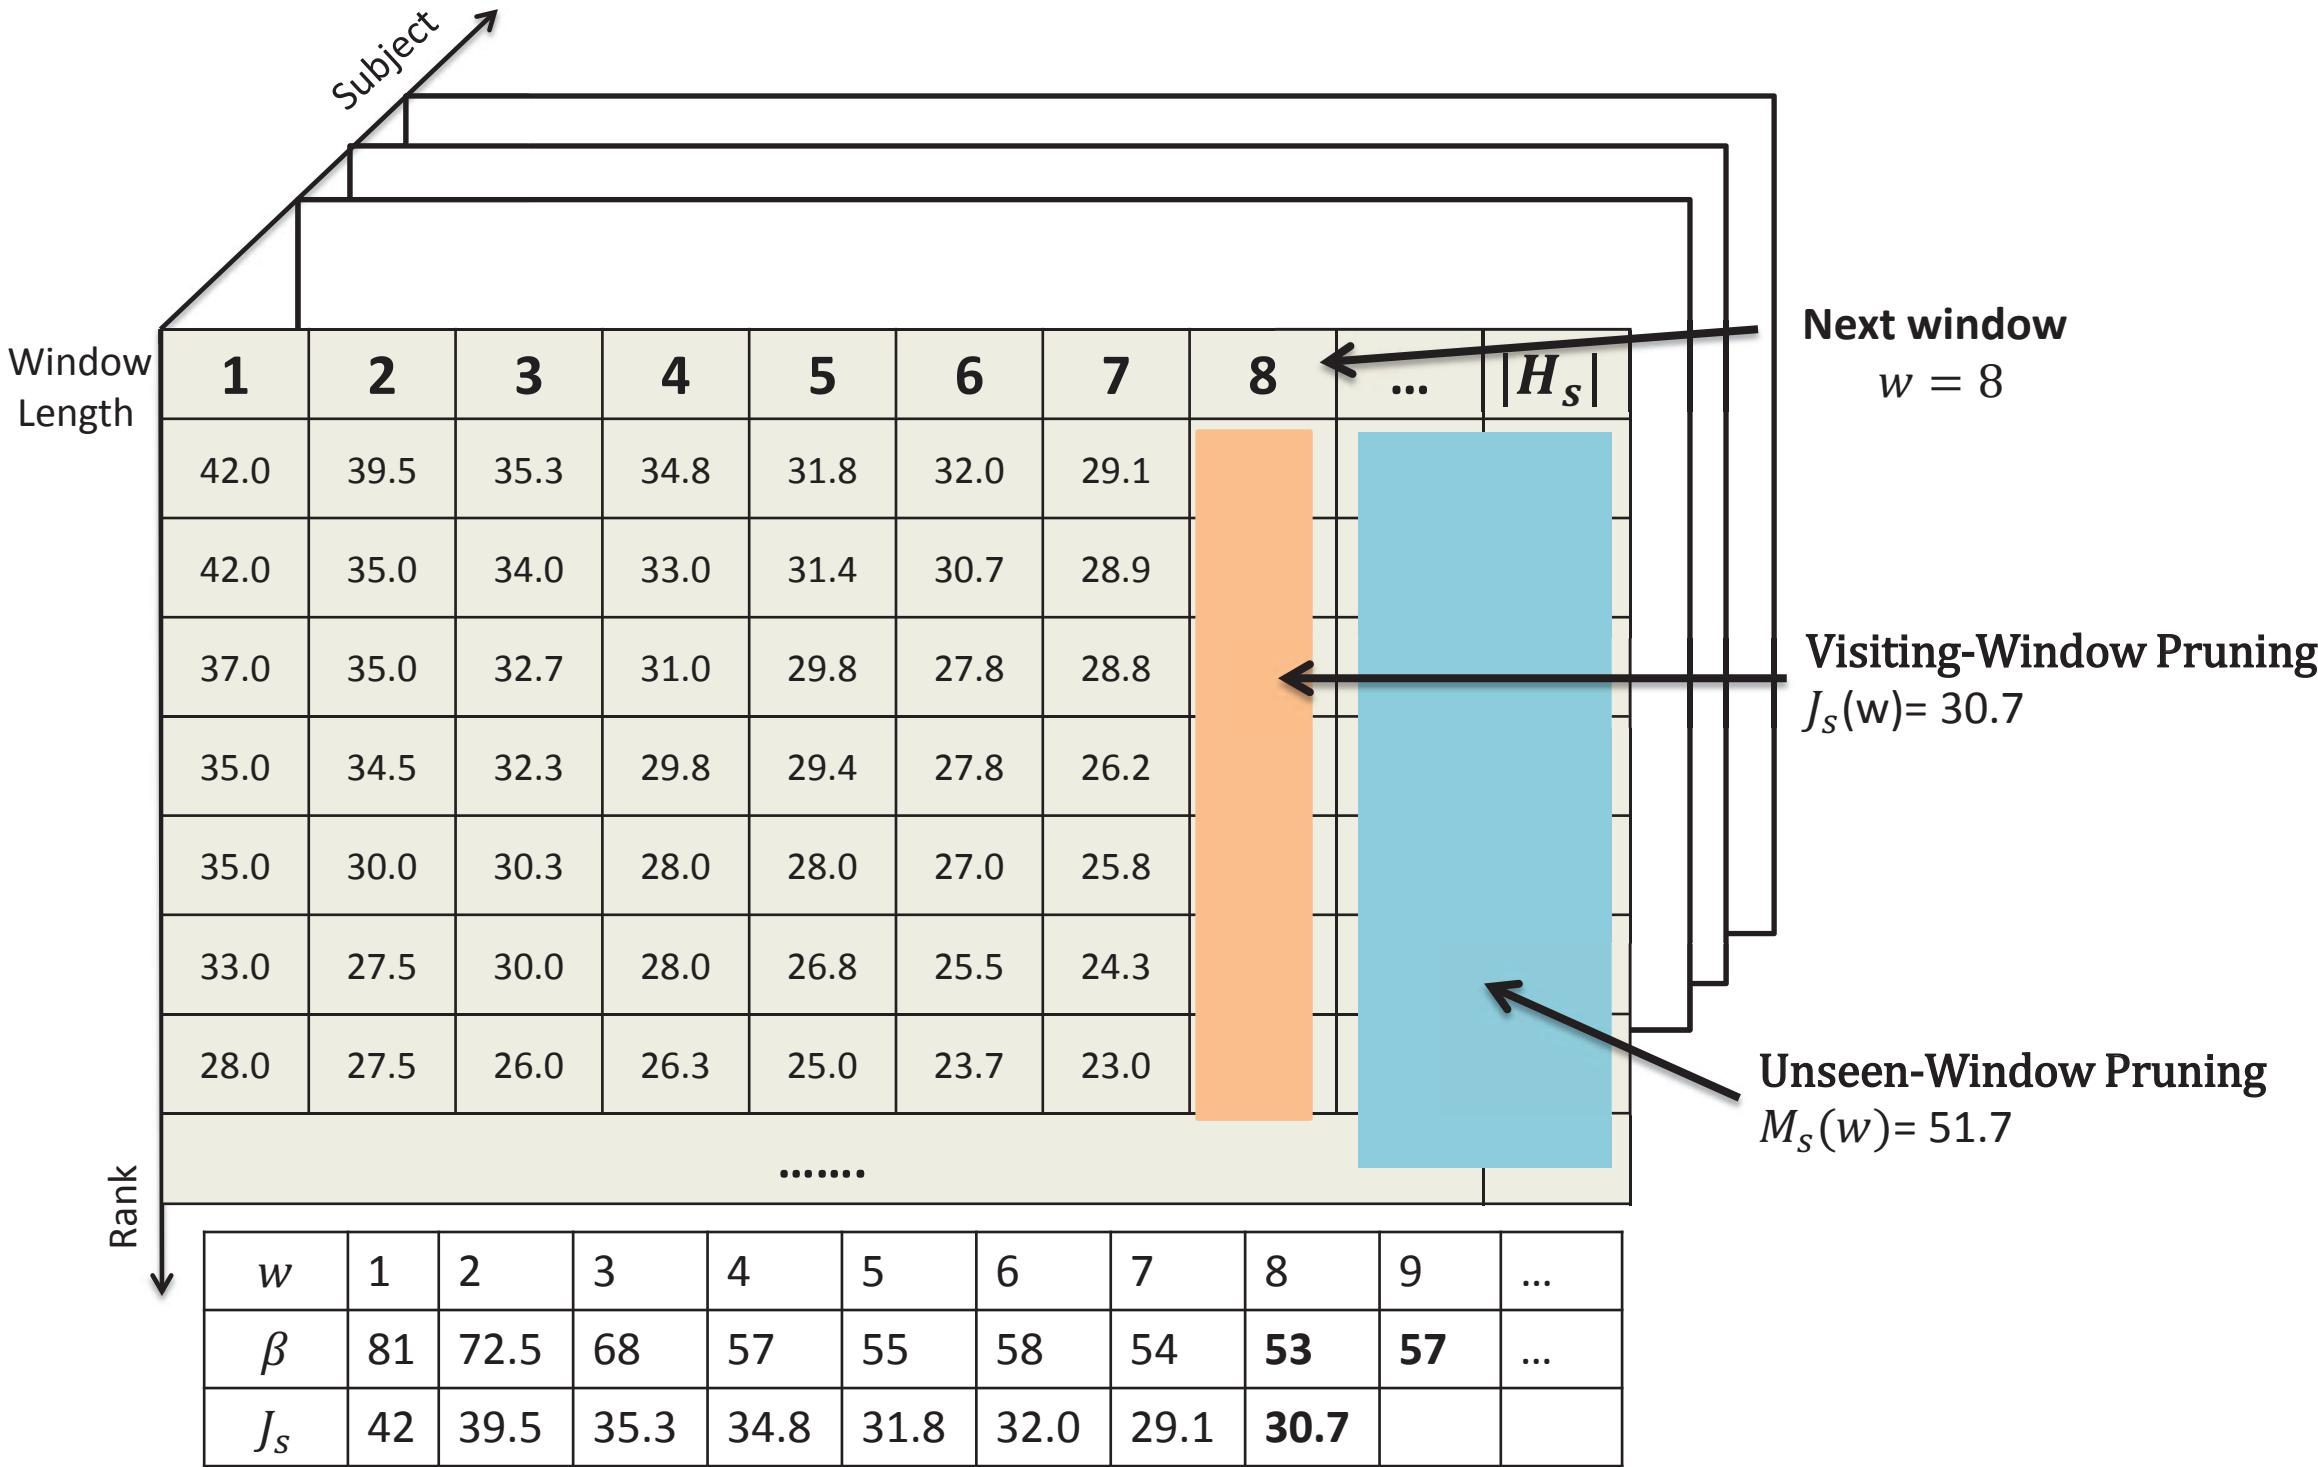 Subject
Next window
w = 8
Window
Length
1 2 3 4 5 6 7 8 ... |H_s|
42.0 39.5 35.3 34.8 31.8 32.0 29.1
42.0 35.0 34.0 33.0 31.4 30.7 28.9
37.0 35.0 32.7 31.0 29.8 27.8 28.8
35.0 34.5 32.3 29.8 29.4 27.8 26.2
35.0 30.0 30.3 28.0 28.0 27.0 25.8
33.0 27.5 30.0 28.0 26.8 25.5 24.3
28.0 27.5 26.0 26.3 25.0 23.7 23.0
.......
Visiting-Window Pruning
J_s(w)= 30.7
Unseen-Window Pruning
M_s(w)= 51.7
Rank
w 1 2 3 4 5 6 7 8 9 ...
β 81 72.5 68 57 55 58 54 53 57 ...
J_s 42 39.5 35.3 34.8 31.8 32.0 29.1 30.7